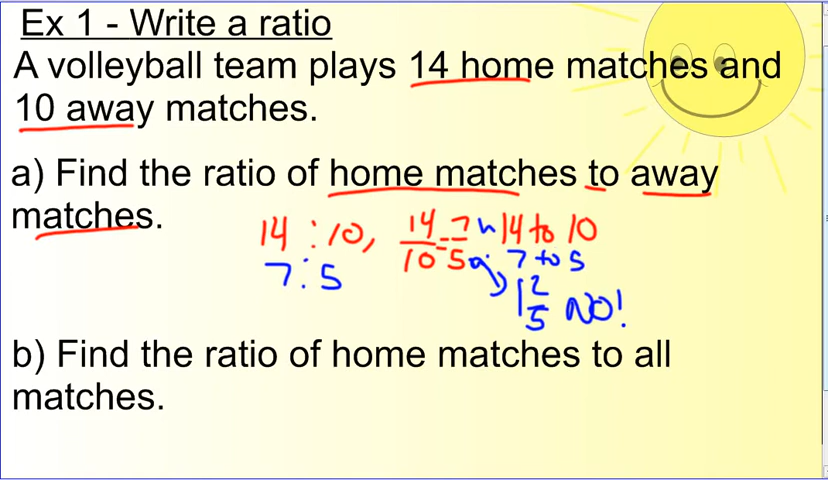 Ex 1 - Write a ratio
A volleyball team plays 14 home matches and
10 away matches.
a) Find the ratio of home matches to away
matches.
14 : 10, 14/10 = 7/5 h a 14 to 10
7 : 5 7 to 5
1 2/5 NO!
b) Find the ratio of home matches to all
matches.